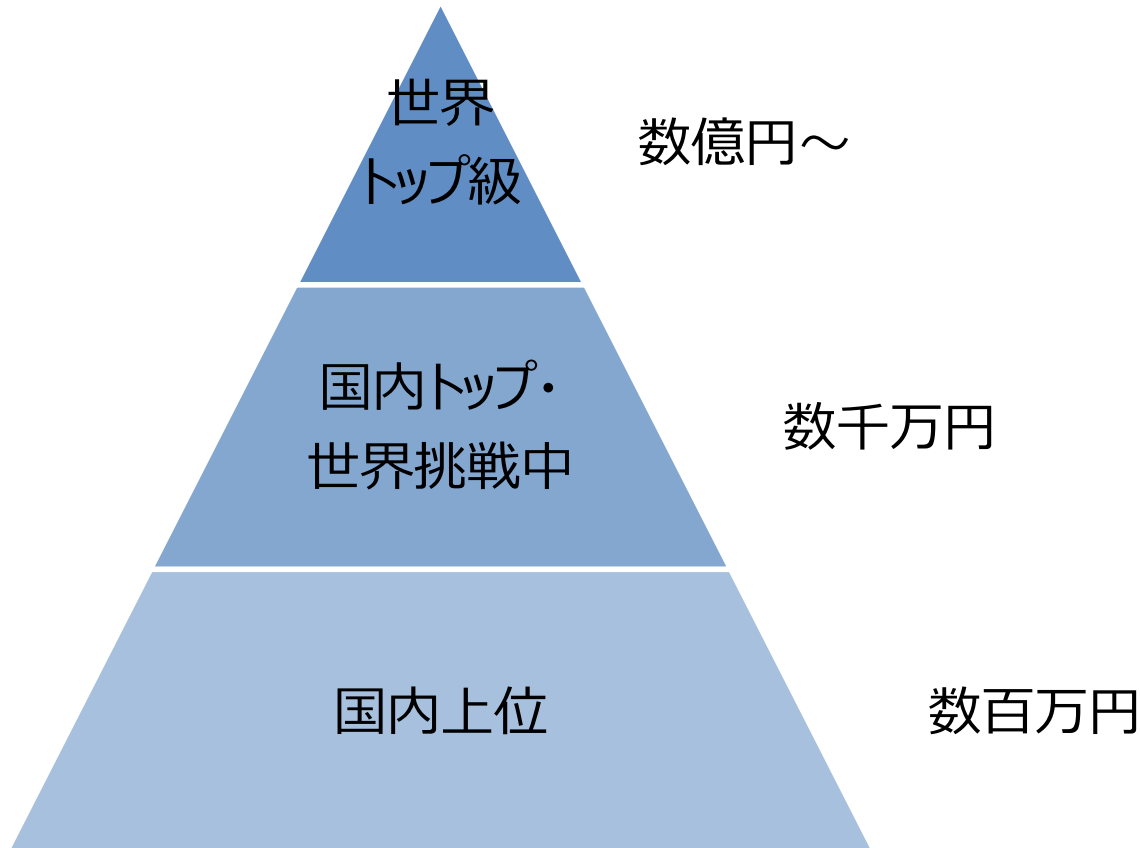 世界
トップ級
数億円～
国内トップ・
世界挑戦中
数千万円
国内上位
数百万円